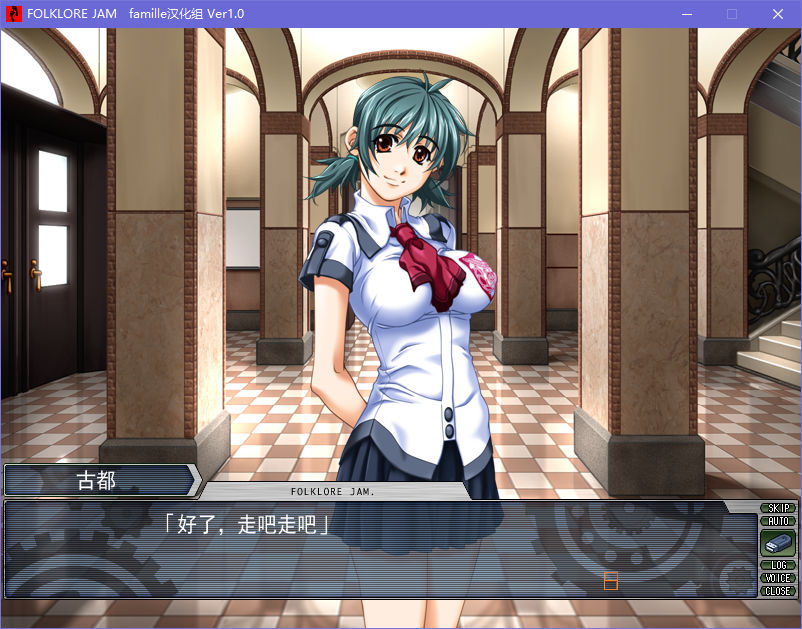 FOLKLORE JAM famille汉化组 Ver1.0
古都
FOLKLORE JAM.
「好了，走吧走吧」
SKIP
AUTO
LOG
VOICE
CLOSE